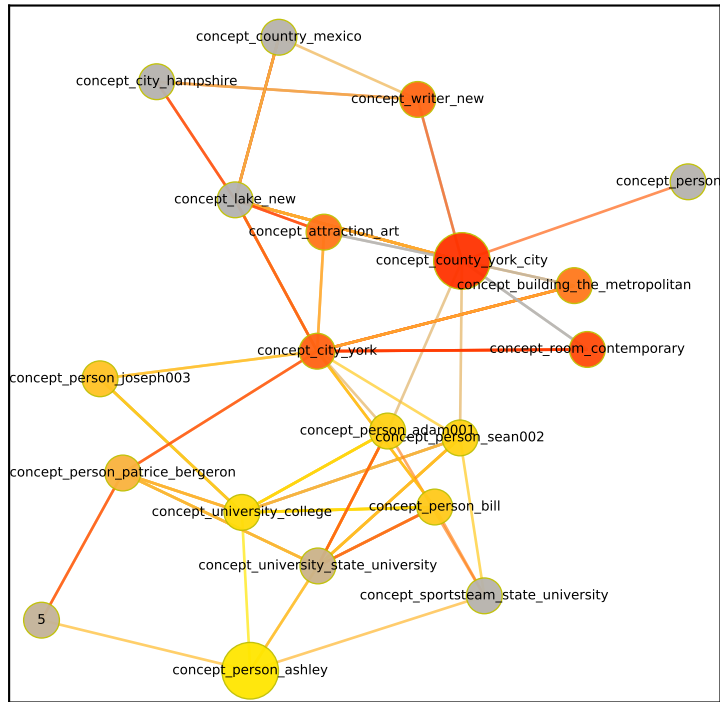 concept_country_mexico
concept_city_hampshire
concept_writer_new
concept_person
concept_lake_new
concept_attraction_art
concept_county_york_city
concept_building_the_metropolitan
concept_city_york
concept_room_contemporary
concept_person_joseph003
concept_person_adam001
concept_person_sean002
concept_person_patrice_bergeron
concept_university_college
concept_person_bill
concept_university_state_university
concept_sportsteam_state_university
5
concept_person_ashley